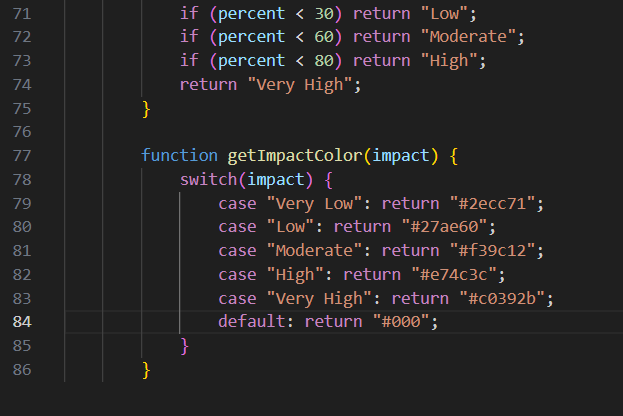 71 if (percent < 30) return "Low";
72 if (percent < 60) return "Moderate";
73 if (percent < 80) return "High";
74 return "Very High";
75 }
76
77 function getImpactColor(impact) {
78 switch(impact) {
79 case "Very Low": return "#2ecc71";
80 case "Low": return "#27ae60";
81 case "Moderate": return "#f39c12";
82 case "High": return "#e74c3c";
83 case "Very High": return "#c0392b";
84 default: return "#000";
85 }
86 }